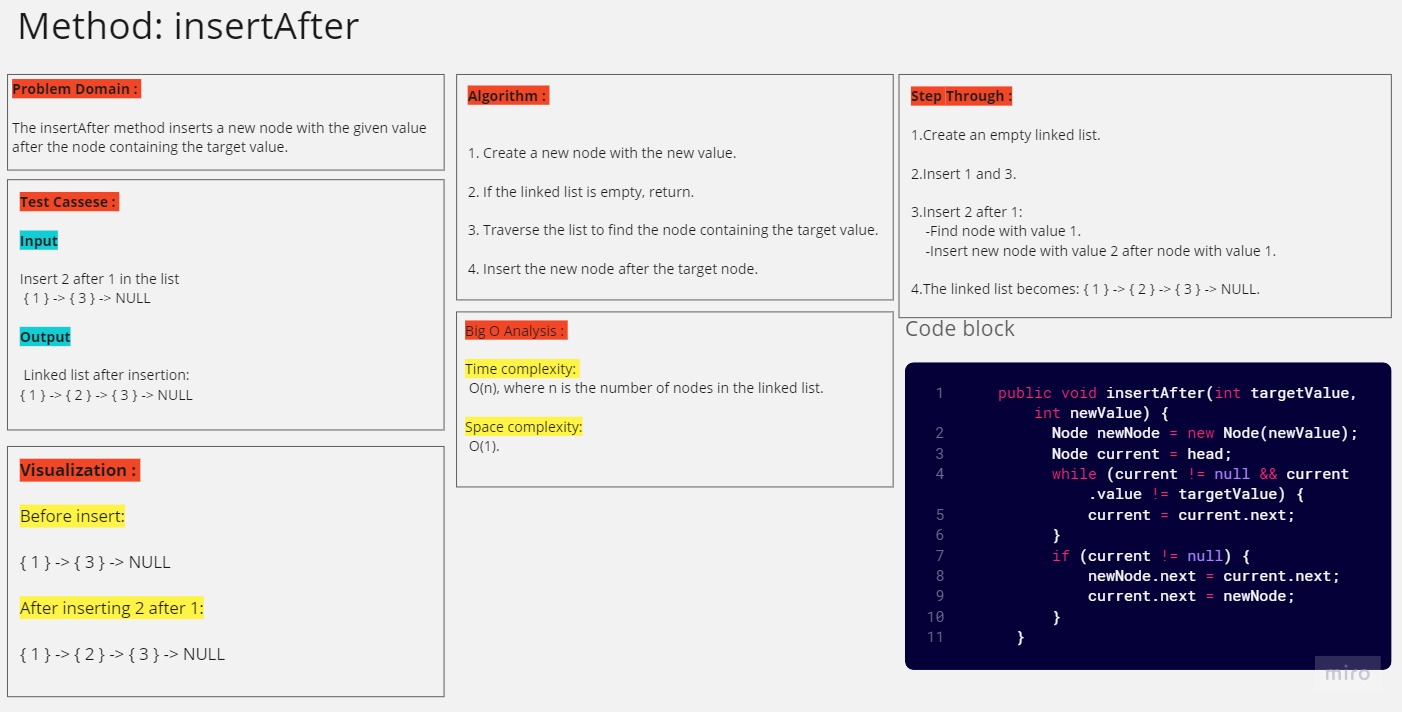 Method: insertAfter
Problem Domain :
The insertAfter method inserts a new node with the given value
after the node containing the target value.
Test Cassese :
Input
Insert 2 after 1 in the list
{ 1 } -> { 3 } -> NULL
Output
Linked list after insertion:
{ 1 } -> { 2 } -> { 3 } -> NULL
Visualization :
Before insert:
{ 1 } -> { 3 } -> NULL
After inserting 2 after 1:
{ 1 } -> { 2 } -> { 3 } -> NULL
Algorithm :
1. Create a new node with the new value.
2. If the linked list is empty, return.
3. Traverse the list to find the node containing the target value.
4. Insert the new node after the target node.
Big O Analysis :
Time complexity:
O(n), where n is the number of nodes in the linked list.
Space complexity:
O(1).
Step Through :
1.Create an empty linked list.
2.Insert 1 and 3.
3.Insert 2 after 1:
-Find node with value 1.
-Insert new node with value 2 after node with value 1.
4.The linked list becomes: { 1 } -> { 2 } -> { 3 } -> NULL.
Code block
1 public void insertAfter(int targetValue,
int newValue) {
2 Node newNode = new Node(newValue);
3 Node current = head;
4 while (current != null && current
.value != targetValue) {
5 current = current.next;
6 }
7 if (current != null) {
8 newNode.next = current.next;
9 current.next = newNode;
10 }
11 }
miro